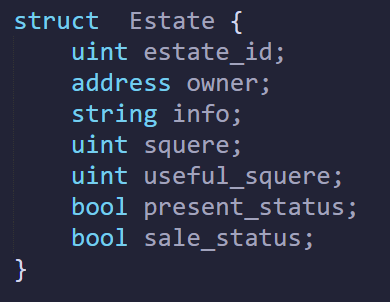 struct  Estate {
    uint estate_id;
    address owner;
    string info;
    uint squere;
    uint useful_squere;
    bool present_status;
    bool sale_status;
}